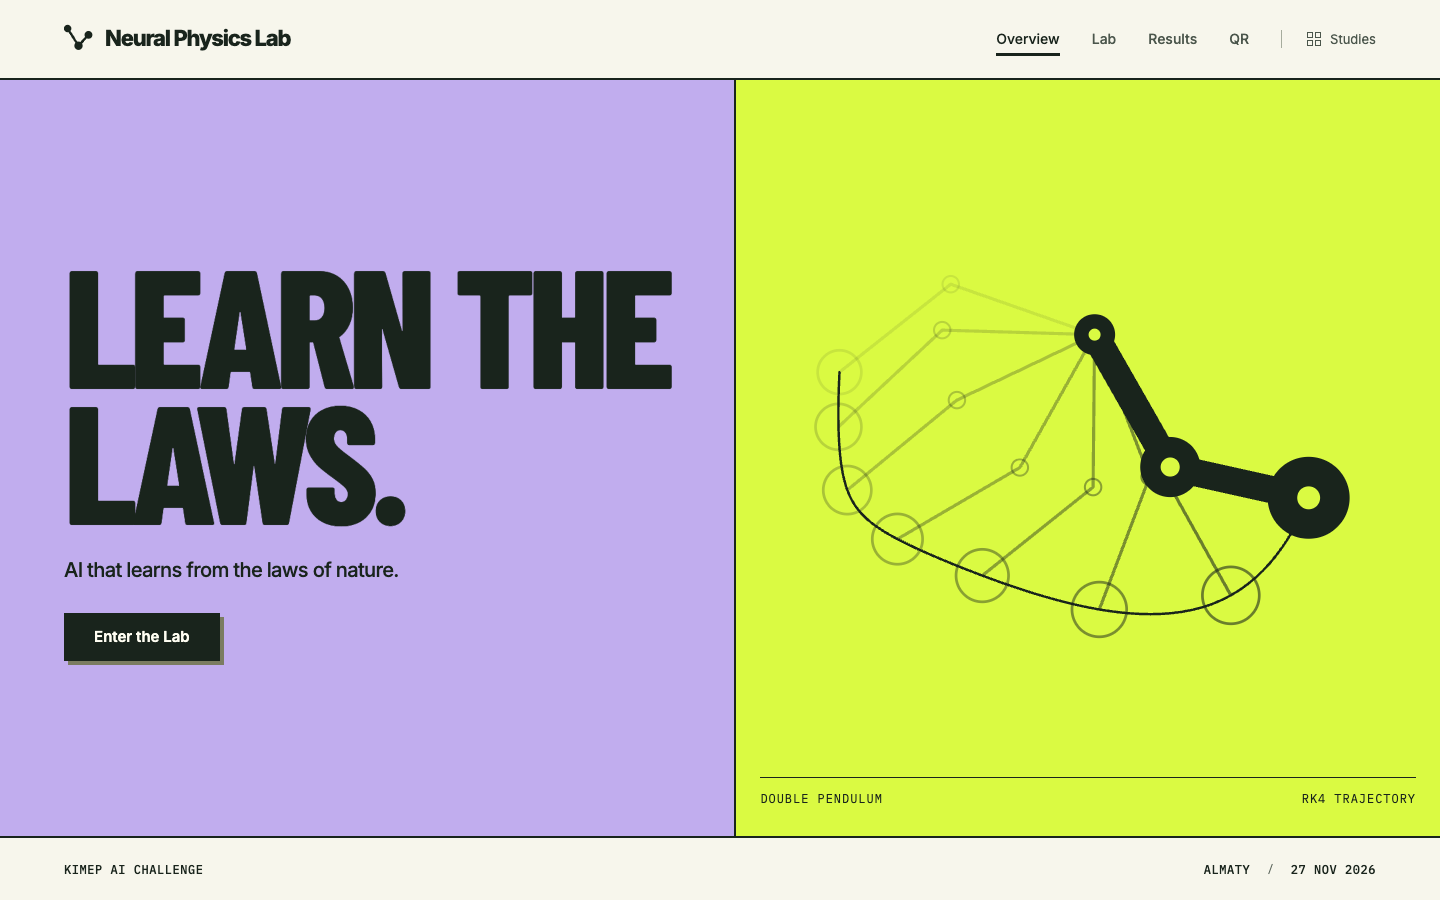 Neural Physics Lab
Overview
Lab
Results
QR
Studies
LEARN THE
LAWS.
AI that learns from the laws of nature.
Enter the Lab
DOUBLE PENDULUM
RK4 TRAJECTORY
KIMEP AI CHALLENGE
ALMATY / 27 NOV 2026